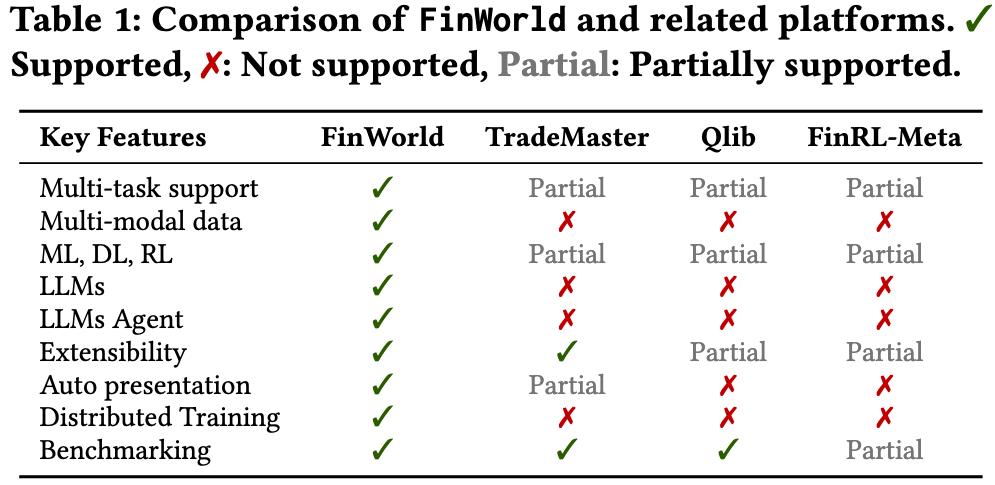 Table 1: Comparison of FinWorld and related platforms. ✓
Supported, ✗: Not supported, Partial: Partially supported.
Key Features FinWorld TradeMaster Qlib FinRL-Meta
Multi-task support ✓ Partial Partial Partial
Multi-modal data ✓ ✗ ✗ ✗
ML, DL, RL ✓ Partial Partial Partial
LLMs ✓ ✗ ✗ ✗
LLMs Agent ✓ ✗ ✗ ✗
Extensibility ✓ ✓ Partial Partial
Auto presentation ✓ Partial ✗ ✗
Distributed Training ✓ ✗ ✗ ✗
Benchmarking ✓ ✓ ✓ Partial